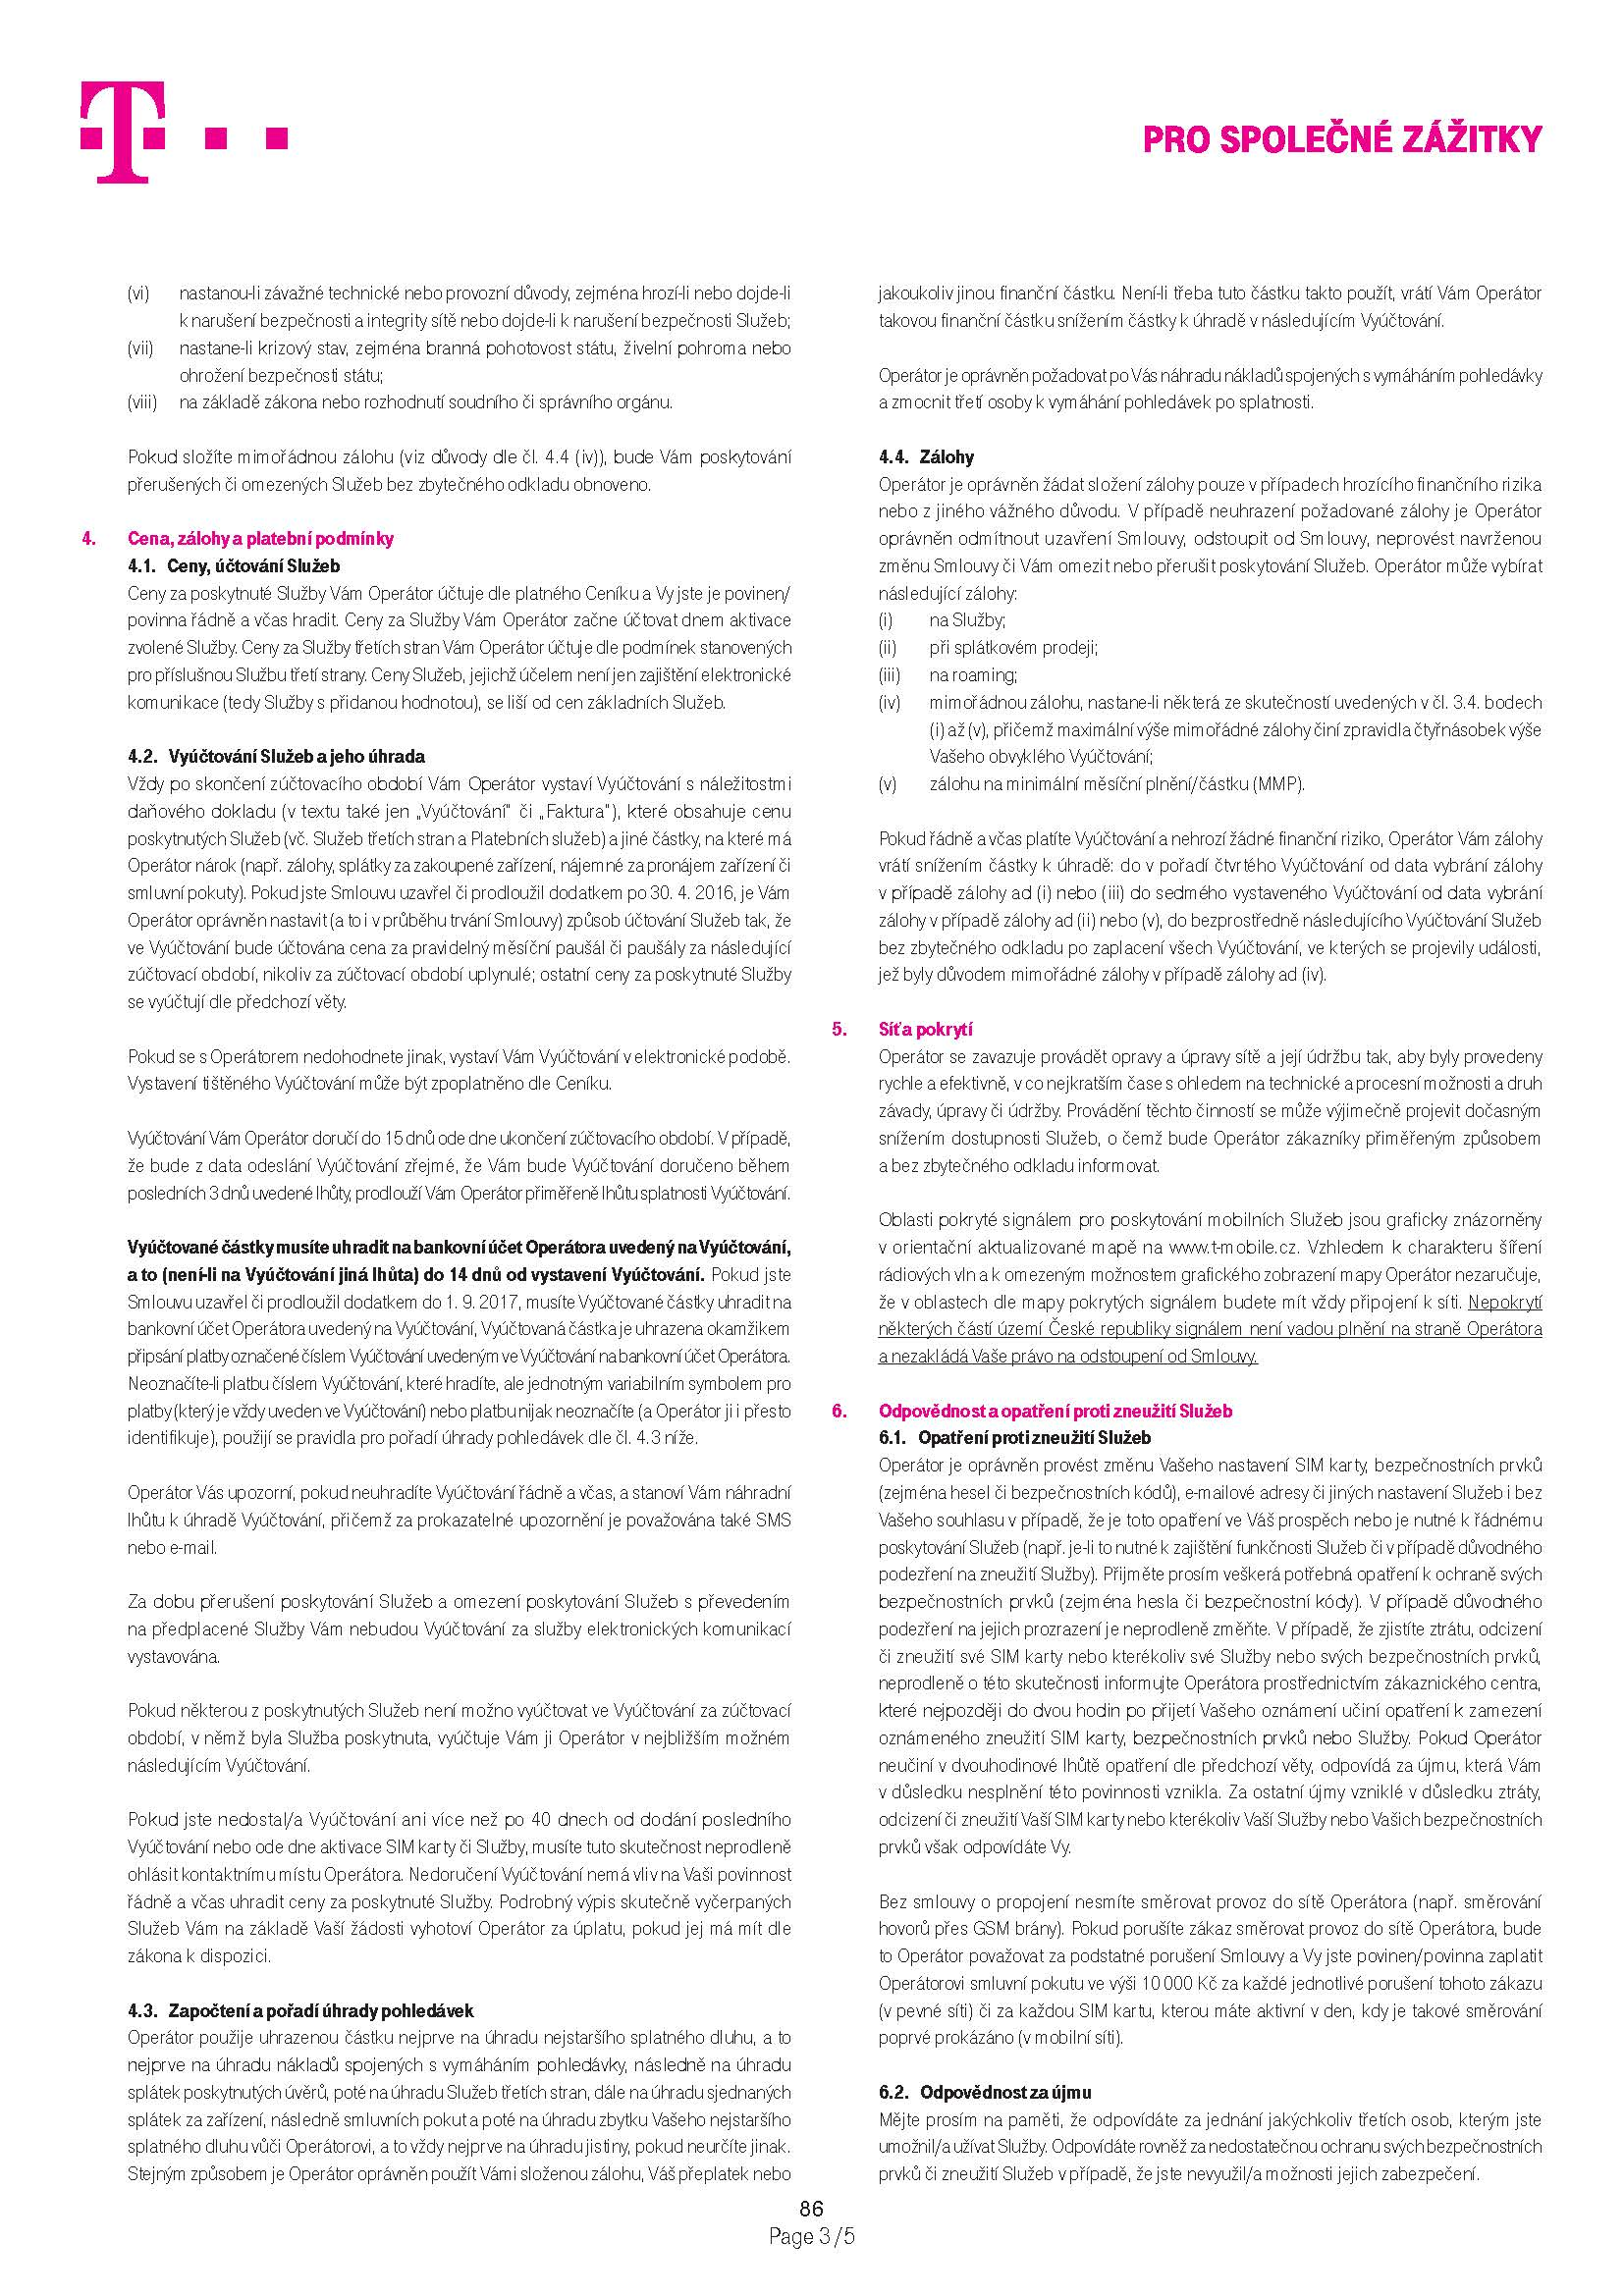 T
PRO SPOLEČNÉ ZÁŽITKY
(vi) nastanou-li závažné technické nebo provozní důvody, zejména hrozí-li nebo dojde-li
k narušení bezpečnosti a integrity sítě nebo dojde-li k narušení bezpečnosti Služeb;
(vii) nastane-li krizový stav, zejména branná pohotovost státu, živelní pohroma nebo
ohrožení bezpečnosti státu;
(viii) na základě zákona nebo rozhodnutí soudního či správního orgánu.
Pokud složíte mimořádnou zálohu (viz důvody dle čl. 4.4 (iv)), bude Vám poskytování
přerušených či omezených Služeb bez zbytečného odkladu obnoveno.
4. Cena, zálohy a platební podmínky
4.1. Ceny, účtování Služeb
Ceny za poskytnuté Služby Vám Operátor účtuje dle platného Ceníku a Vy jste je povinen/
povinna řádně a včas hradit. Ceny za Služby Vám Operátor začne účtovat dnem aktivace
zvolené Služby. Ceny za Služby třetích stran Vám Operátor účtuje dle podmínek stanovených
pro příslušnou Službu třetí strany. Ceny Služeb, jejichž účelem není jen zajištění elektronické
komunikace (tedy Služby s přidanou hodnotou), se liší od cen základních Služeb.
4.2. Vyúčtování Služeb a jeho úhrada
Vždy po skončení zúčtovacího období Vám Operátor vystaví Vyúčtování s náležitostmi
daňového dokladu (v textu také jen „Vyúčtování“ či „Faktura“), které obsahuje cenu
poskytnutých Služeb (vč. Služeb třetích stran a Platebních služeb) a jiné částky, na které má
Operátor nárok (např. zálohy, splátky za zakoupené zařízení, nájemné za pronájem zařízení či
smluvní pokuty). Pokud jste Smlouvu uzavřel či prodloužil dodatkem po 30. 4. 2016, je Vám
Operátor oprávněn nastavit (a to i v průběhu trvání Smlouvy) způsob účtování Služeb tak, že
ve Vyúčtování bude účtována cena za pravidelný měsíční paušál či paušály za následující
zúčtovací období, nikoliv za zúčtovací období uplynulé; ostatní ceny za poskytnuté Služby
se vyúčtují dle předchozí věty.
Pokud se s Operátorem nedohodnete jinak, vystaví Vám Vyúčtování v elektronické podobě.
Vystavení tištěného Vyúčtování může být zpoplatněno dle Ceníku.
Vyúčtování Vám Operátor doručí do 15 dnů ode dne ukončení zúčtovacího období. V případě,
že bude z data odeslání Vyúčtování zřejmé, že Vám bude Vyúčtování doručeno během
posledních 3 dnů uvedené lhůty, prodlouží Vám Operátor přiměřeně lhůtu splatnosti Vyúčtování.
Vyúčtované částky musíte uhradit na bankovní účet Operátora uvedený na Vyúčtování,
a to (není-li na Vyúčtování jiná lhůta) do 14 dnů od vystavení Vyúčtování. Pokud jste
Smlouvu uzavřel či prodloužil dodatkem do 1. 9. 2017, musíte Vyúčtované částky uhradit na
bankovní účet Operátora uvedený na Vyúčtování, Vyúčtovaná částka je uhrazena okamžikem
připsání platby označené číslem Vyúčtování uvedeným ve Vyúčtování na bankovní účet Operátora.
Neoznačíte-li platbu číslem Vyúčtování, které hradíte, ale jednotným variabilním symbolem pro
platby (který je vždy uveden ve Vyúčtování) nebo platbu nijak neoznačíte (a Operátor ji i přesto
identifikuje), použijí se pravidla pro pořadí úhrady pohledávek dle čl. 4.3 níže.
Operátor Vás upozorní, pokud neuhradíte Vyúčtování řádně a včas, a stanoví Vám náhradní
lhůtu k úhradě Vyúčtování, přičemž za prokazatelné upozornění je považována také SMS
nebo e-mail.
Za dobu přerušení poskytování Služeb a omezení poskytování Služeb s převedením
na předplacené Služby Vám nebudou Vyúčtování za služby elektronických komunikací
vystavována.
Pokud některou z poskytnutých Služeb není možno vyúčtovat ve Vyúčtování za zúčtovací
období, v němž byla Služba poskytnuta, vyúčtuje Vám ji Operátor v nejbližším možném
následujícím Vyúčtování.
Pokud jste nedostal/a Vyúčtování ani více než po 40 dnech od dodání posledního
Vyúčtování nebo ode dne aktivace SIM karty či Služby, musíte tuto skutečnost neprodleně
ohlásit kontaktnímu místu Operátora. Nedoručení Vyúčtování nemá vliv na Vaši povinnost
řádně a včas uhradit ceny za poskytnuté Služby. Podrobný výpis skutečně vyčerpaných
Služeb Vám na základě Vaší žádosti vyhotoví Operátor za úplatu, pokud jej má mít dle
zákona k dispozici.
4.3. Započtení a pořadí úhrady pohledávek
Operátor použije uhrazenou částku nejprve na úhradu nejstaršího splatného dluhu, a to
nejprve na úhradu nákladů spojených s vymáháním pohledávky, následně na úhradu
splátek poskytnutých úvěrů, poté na úhradu Služeb třetích stran, dále na úhradu sjednaných
splátek za zařízení, následně smluvních pokut a poté na úhradu zbytku Vašeho nejstaršího
splatného dluhu vůči Operátorovi, a to vždy nejprve na úhradu jistiny, pokud neurčíte jinak.
Stejným způsobem je Operátor oprávněn použít Vámi složenou zálohu, Váš přeplatek nebo
jakoukoliv jinou finanční částku. Není-li třeba tuto částku takto použít, vrátí Vám Operátor
takovou finanční částku snížením částky k úhradě v následujícím Vyúčtování.
Operátor je oprávněn požadovat po Vás náhradu nákladů spojených s vymáháním pohledávky
a zmocnit třetí osoby k vymáhání pohledávek po splatnosti.
4.4. Zálohy
Operátor je oprávněn žádat složení zálohy pouze v případech hrozícího finančního rizika
nebo z jiného vážného důvodu. V případě neuhrazení požadované zálohy je Operátor
oprávněn odmítnout uzavření Smlouvy, odstoupit od Smlouvy, neprovést navrženou
změnu Smlouvy či Vám omezit nebo přerušit poskytování Služeb. Operátor může vybírat
následující zálohy:
(i) na Služby;
(ii) při splátkovém prodeji;
(iii) na roaming;
(iv) mimořádnou zálohu, nastane-li některá ze skutečností uvedených v čl. 3.4. bodech
(i) až (v), přičemž maximální výše mimořádné zálohy činí zpravidla čtyřnásobek výše
Vašeho obvyklého Vyúčtování;
(v) zálohu na minimální měsíční plnění/částku (MMP).
Pokud řádně a včas platíte Vyúčtování a nehrozí žádné finanční riziko, Operátor Vám zálohy
vrátí snížením částky k úhradě: do v pořadí čtvrtého Vyúčtování od data vybrání zálohy
v případě zálohy ad (i) nebo (iii) do sedmého vystaveného Vyúčtování od data vybrání
zálohy v případě zálohy ad (ii) nebo (v), do bezprostředně následujícího Vyúčtování Služeb
bez zbytečného odkladu po zaplacení všech Vyúčtování, ve kterých se projevily události,
jež byly důvodem mimořádné zálohy v případě zálohy ad (iv).
5. Síť a pokrytí
Operátor se zavazuje provádět opravy a úpravy sítě a její údržbu tak, aby byly provedeny
rychle a efektivně, v co nejkratším čase s ohledem na technické a procesní možnosti a druh
závady, úpravy či údržby. Provádění těchto činností se může výjimečně projevit dočasným
snížením dostupnosti Služeb, o čemž bude Operátor zákazníky přiměřeným způsobem
a bez zbytečného odkladu informovat.
Oblasti pokryté signálem pro poskytování mobilních Služeb jsou graficky znázorněny
v orientační aktualizované mapě na www.t-mobile.cz. Vzhledem k charakteru šíření
rádiových vln a k omezeným možnostem grafického zobrazení mapy Operátor nezaručuje,
že v oblastech dle mapy pokrytých signálem budete mít vždy připojení k síti. Nepokrytí
některých částí území České republiky signálem není vadou plnění na straně Operátora
a nezakládá Vaše právo na odstoupení od Smlouvy.
6. Odpovědnost a opatření proti zneužití Služeb
6.1. Opatření proti zneužití Služeb
Operátor je oprávněn provést změnu Vašeho nastavení SIM karty, bezpečnostních prvků
(zejména hesel či bezpečnostních kódů), e-mailové adresy či jiných nastavení Služeb i bez
Vašeho souhlasu v případě, že je toto opatření ve Váš prospěch nebo je nutné k řádnému
poskytování Služeb (např. je-li to nutné k zajištění funkčnosti Služeb či v případě důvodného
podezření na zneužití Služby). Přijměte prosím veškerá potřebná opatření k ochraně svých
bezpečnostních prvků (zejména hesla či bezpečnostní kódy). V případě důvodného
podezření na jejich prozrazení je neprodleně změňte. V případě, že zjistíte ztrátu, odcizení
či zneužití své SIM karty nebo kterékoliv své Služby nebo svých bezpečnostních prvků,
neprodleně o této skutečnosti informujte Operátora prostřednictvím zákaznického centra,
které nejpozději do dvou hodin po přijetí Vašeho oznámení učiní opatření k zamezení
oznámeného zneužití SIM karty, bezpečnostních prvků nebo Služby. Pokud Operátor
neučiní v dvouhodinové lhůtě opatření dle předchozí věty, odpovídá za újmu, která Vám
v důsledku nesplnění této povinnosti vznikla. Za ostatní újmy vzniklé v důsledku ztráty,
odcizení či zneužití Vaší SIM karty nebo kterékoliv Vaší Služby nebo Vašich bezpečnostních
prvků však odpovídáte Vy.
Bez smlouvy o propojení nesmíte směrovat provoz do sítě Operátora (např. směrování
hovorů přes GSM brány). Pokud porušíte zákaz směrovat provoz do sítě Operátora, bude
to Operátor považovat za podstatné porušení Smlouvy a Vy jste povinen/povinna zaplatit
Operátorovi smluvní pokutu ve výši 10 000 Kč za každé jednotlivé porušení tohoto zákazu
(v pevné síti) či za každou SIM kartu, kterou máte aktivní v den, kdy je takové směrování
poprvé prokázáno (v mobilní síti).
6.2. Odpovědnost za újmu
Mějte prosím na paměti, že odpovídáte za jednání jakýchkoliv třetích osob, kterým jste
umožnil/a užívat Služby. Odpovídáte rovněž za nedostatečnou ochranu svých bezpečnostních
prvků či zneužití Služeb v případě, že jste nevyužil/a možnosti jejich zabezpečení.
86
Page 3/5